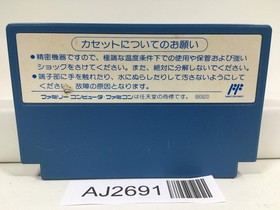 カセットについてのお願い
●精密機器ですので、極端な温度条件下での使用や保管および強い
ショックをさけてください。また、絶対に分解しないでください。
●端子部に手を触れたり、水にぬらしたりして汚さないようにして
ください。故障の原因となります。
ファミリーコンピュータ・ファミコンは任天堂の商標です。
AJ2691